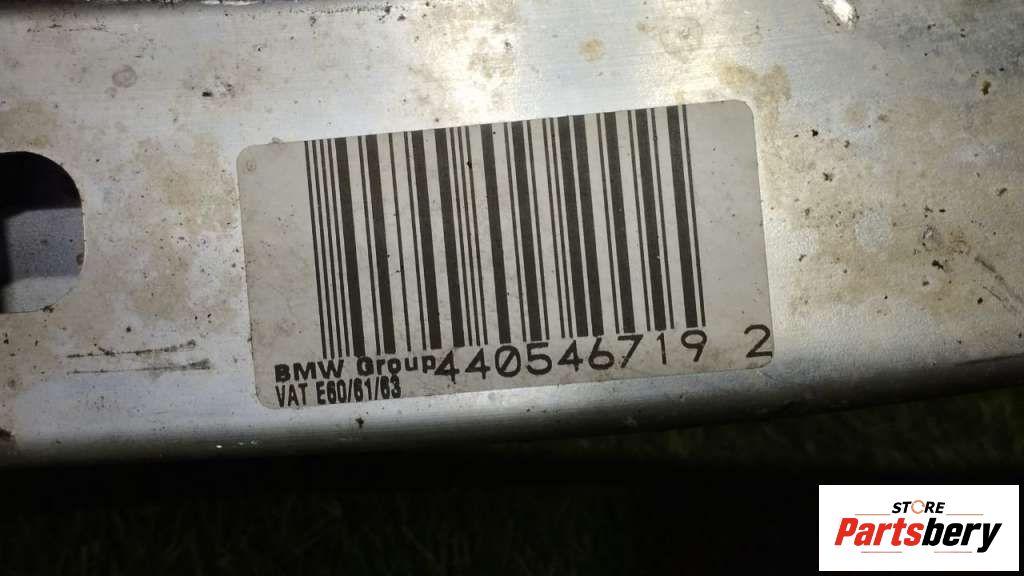 BMW Group 440546719 2
VAT E60/61/63
STORE
Partsbery